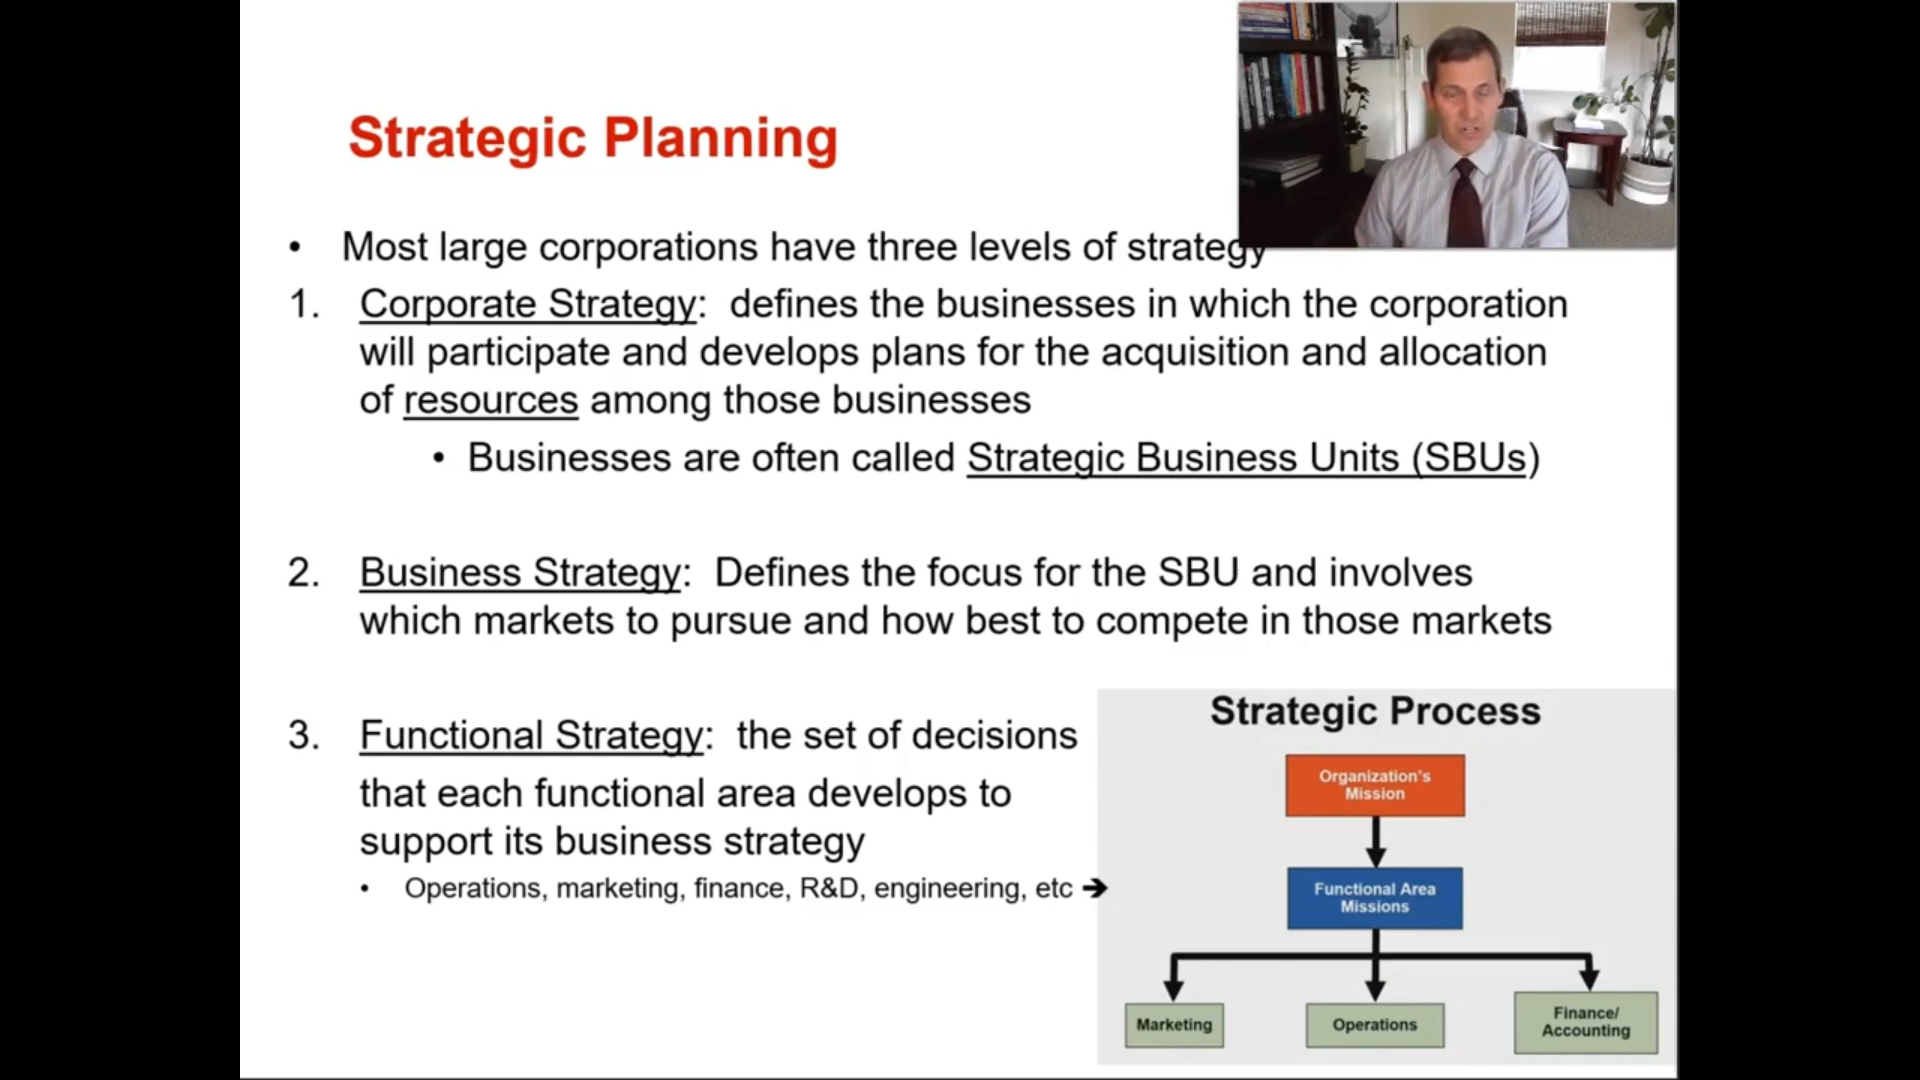 Strategic Planning
• Most large corporations have three levels of strategy
1. Corporate Strategy: defines the businesses in which the corporation
will participate and develops plans for the acquisition and allocation
of resources among those businesses
• Businesses are often called Strategic Business Units (SBUs)
2. Business Strategy: Defines the focus for the SBU and involves
which markets to pursue and how best to compete in those markets
3. Functional Strategy: the set of decisions
that each functional area develops to
support its business strategy
• Operations, marketing, finance, R&D, engineering, etc ➔
Strategic Process
Organization's
Mission
Functional Area
Missions
Marketing
Operations
Finance/
Accounting